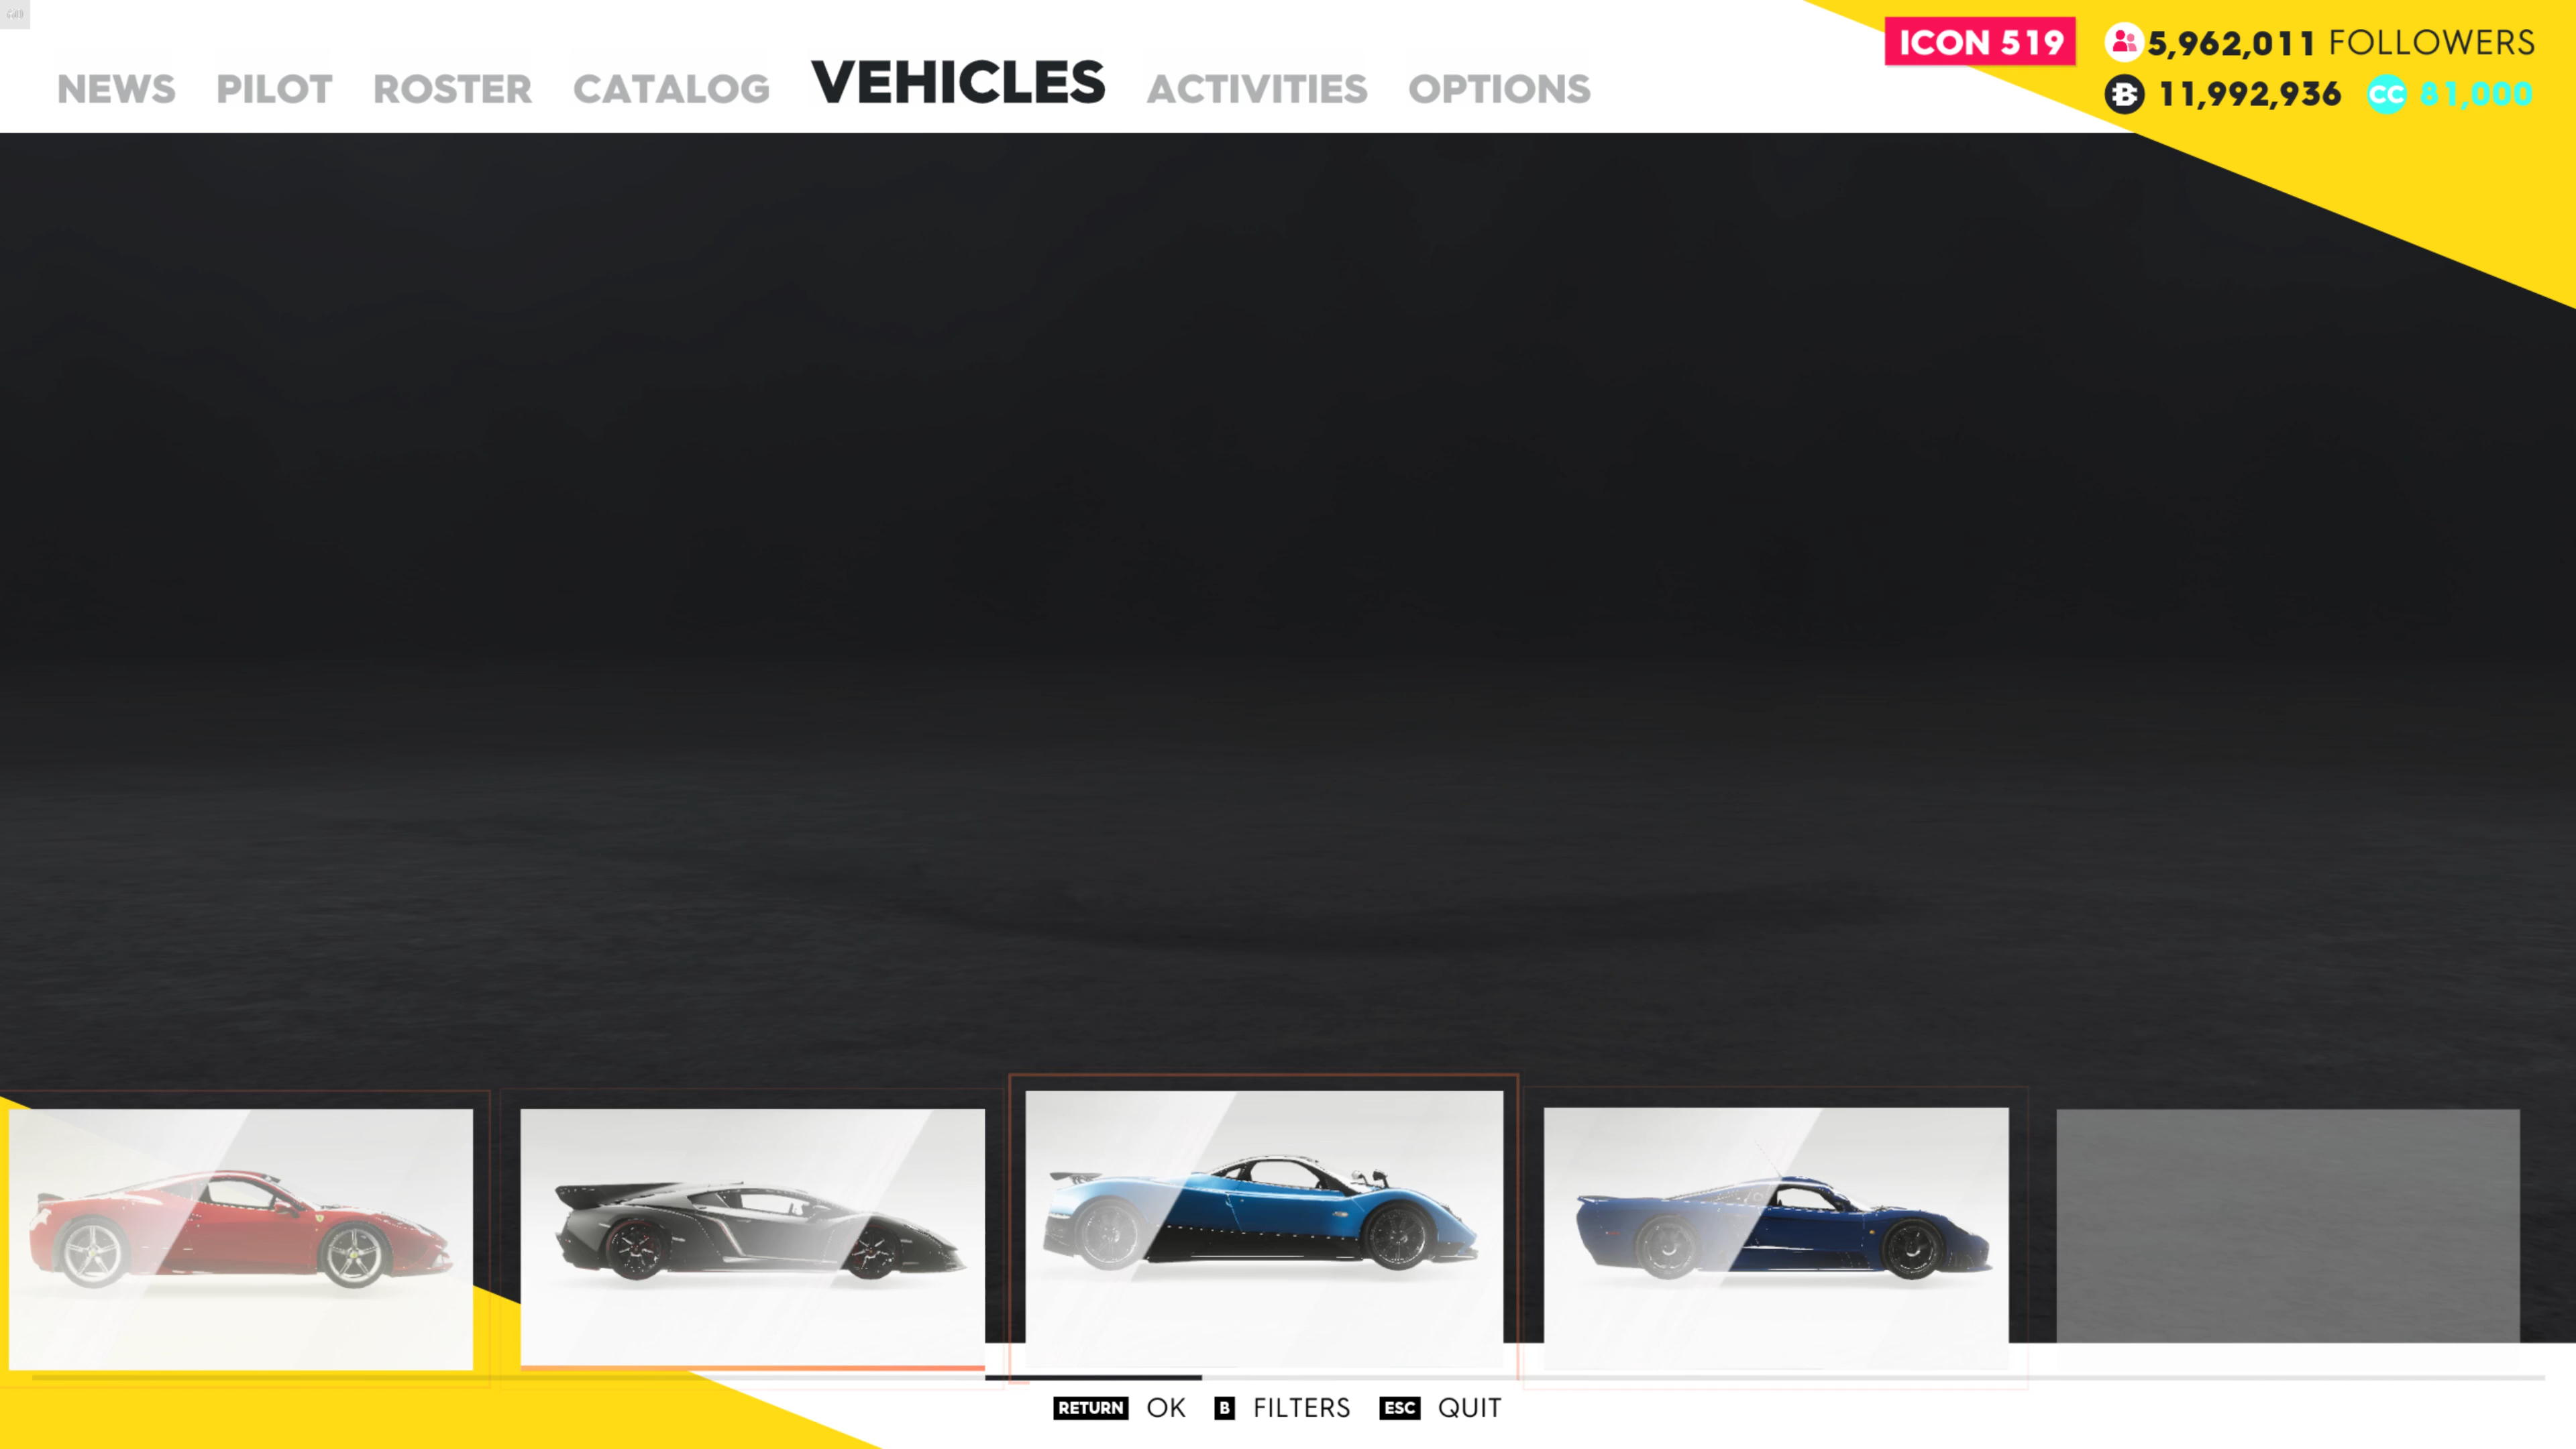 NEWS PILOT ROSTER CATALOG VEHICLES ACTIVITIES OPTIONS
ICON 519
5,962,011 FOLLOWERS
11,992,936 CC 81,000
RETURN OK B FILTERS ESC QUIT